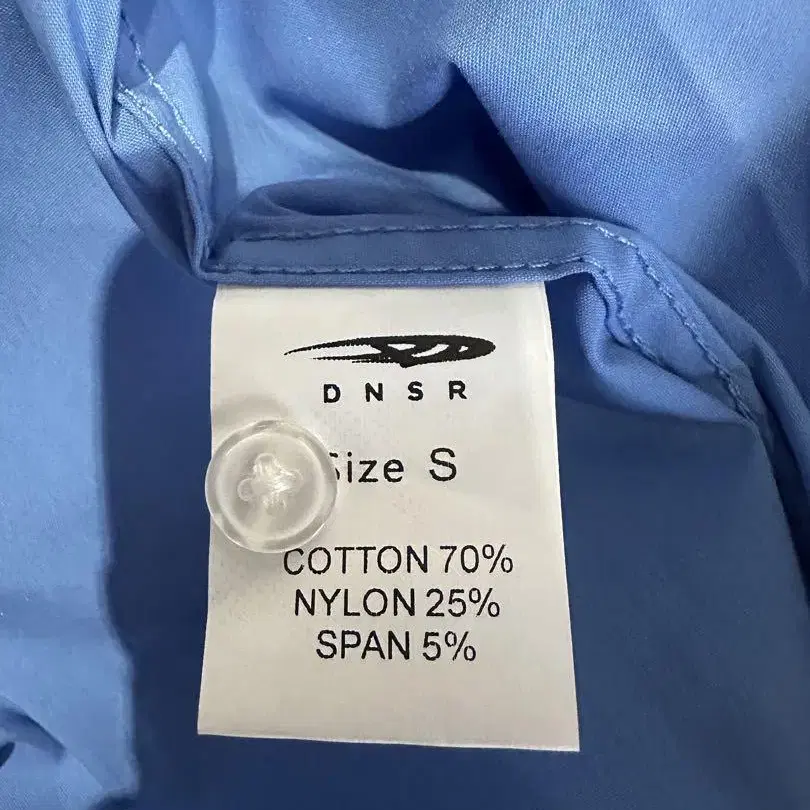 DNSR
Size S
COTTON 70%
NYLON 25%
SPAN 5%